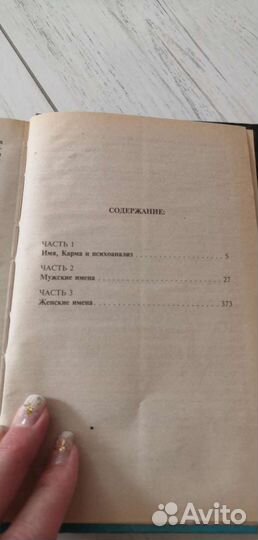 СОДЕРЖАНИЕ:
ЧАСТЬ 1
Имя, Карма и психоанализ . . . . . . . . . . . . . . . . . . 5
ЧАСТЬ 2
Мужские имена . . . . . . . . . . . . . . . . . . . . . . . 27
ЧАСТЬ 3
Женские имена . . . . . . . . . . . . . . . . . . . . . . . 373
Avito